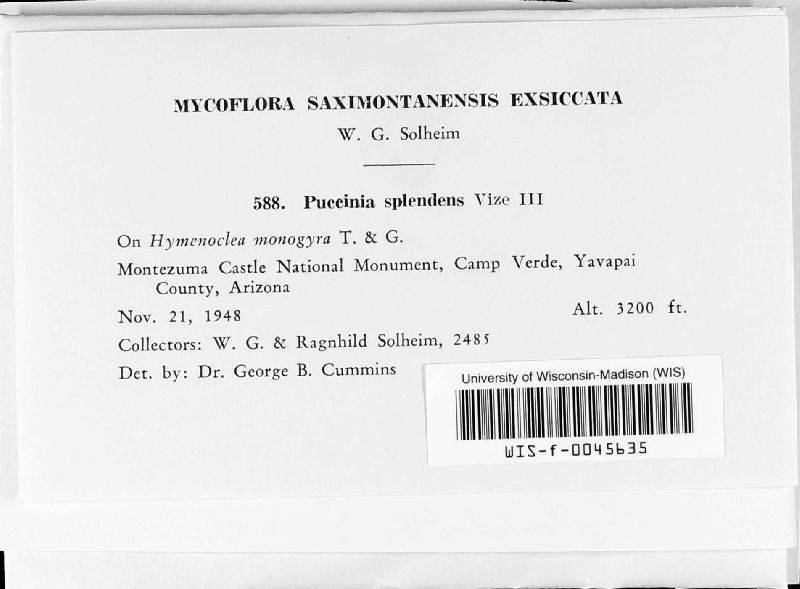 MYCOFLORA SAXIMONTANENSIS EXSICCATA
W. G. Solheim
588. Puccinia splendens Vize III
On Hymenoclea monogyra T. & G.
Montezuma Castle National Monument, Camp Verde, Yavapai
County, Arizona
Nov. 21, 1948 Alt. 3200 ft.
Collectors: W. G. & Ragnhild Solheim, 2485
Det. by: Dr. George B. Cummins
University of Wisconsin-Madison (WIS)
WIS-f-0045635